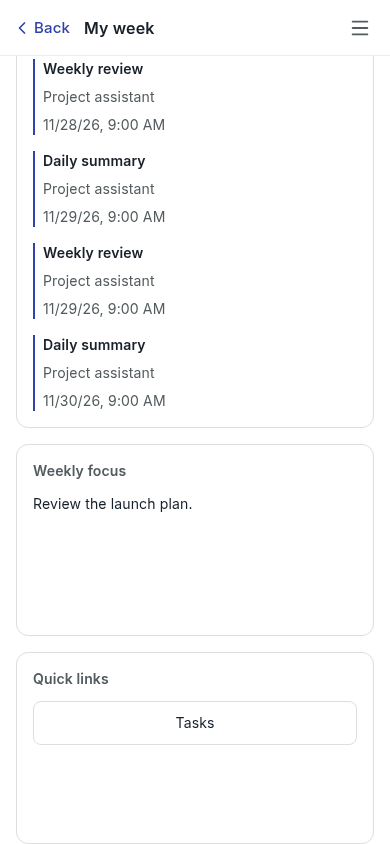 Back My week
Weekly review
Project assistant
11/28/26, 9:00 AM
Daily summary
Project assistant
11/29/26, 9:00 AM
Weekly review
Project assistant
11/29/26, 9:00 AM
Daily summary
Project assistant
11/30/26, 9:00 AM
Weekly focus
Review the launch plan.
Quick links
Tasks